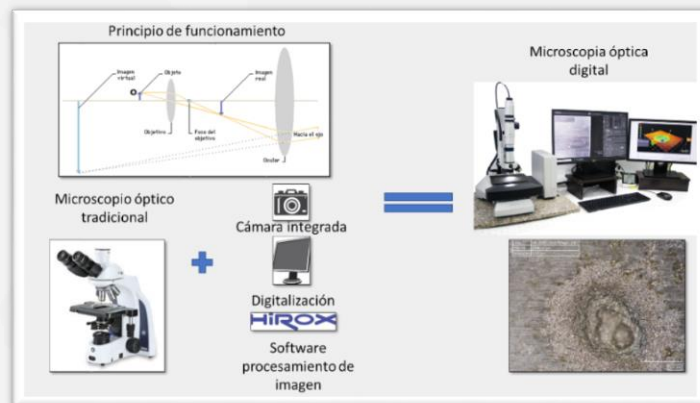 Principio de funcionamiento
Imagen
virtual
Objeto
Imagen
real
O
Objetivo
Foco del
objetivo
Hacia el ojo
Ocular
Microscopio óptico
tradicional
Cámara integrada
Digitalización
HIROX
Software
procesamiento de
imagen
Microscopia óptica
digital